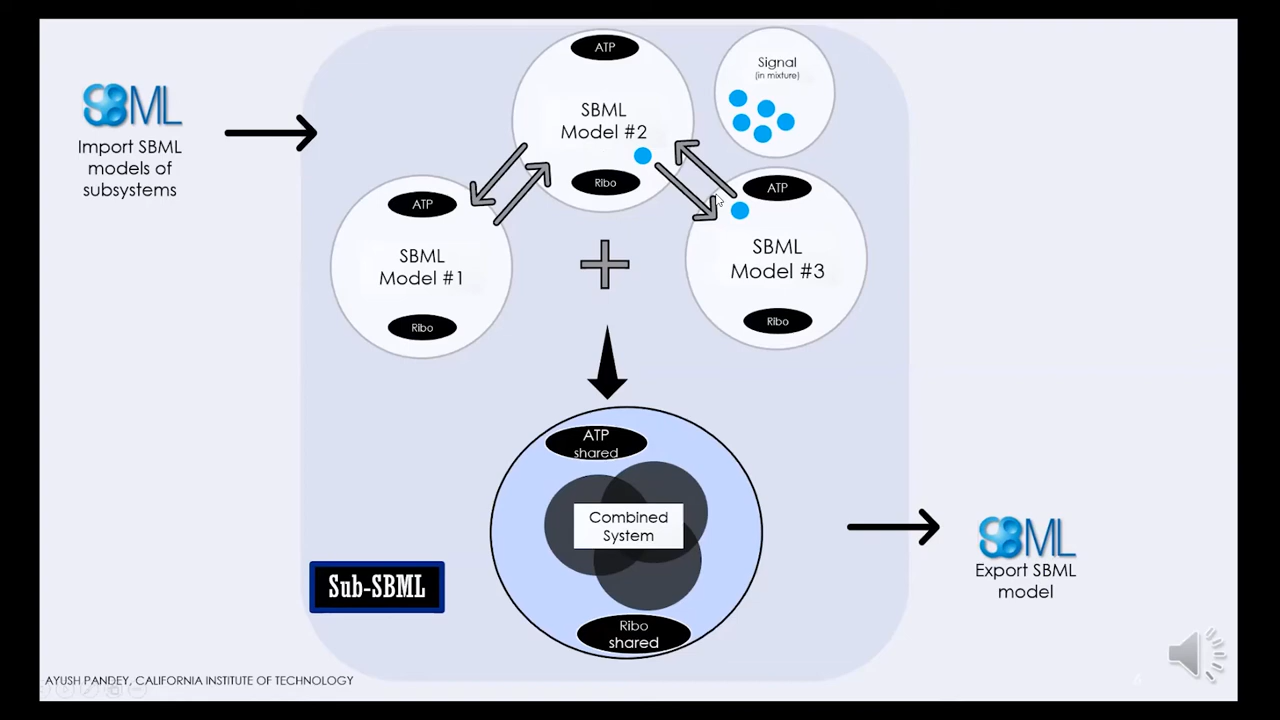 SBML
Import SBML
models of
subsystems
ATP
SBML
Model #2
Ribo
Signal
(in mixture)
ATP
SBML
Model #1
Ribo
ATP
SBML
Model #3
Ribo
ATP
shared
Combined
System
Ribo
shared
Sub-SBML
SBML
Export SBML
model
AYUSH PANDEY, CALIFORNIA INSTITUTE OF TECHNOLOGY